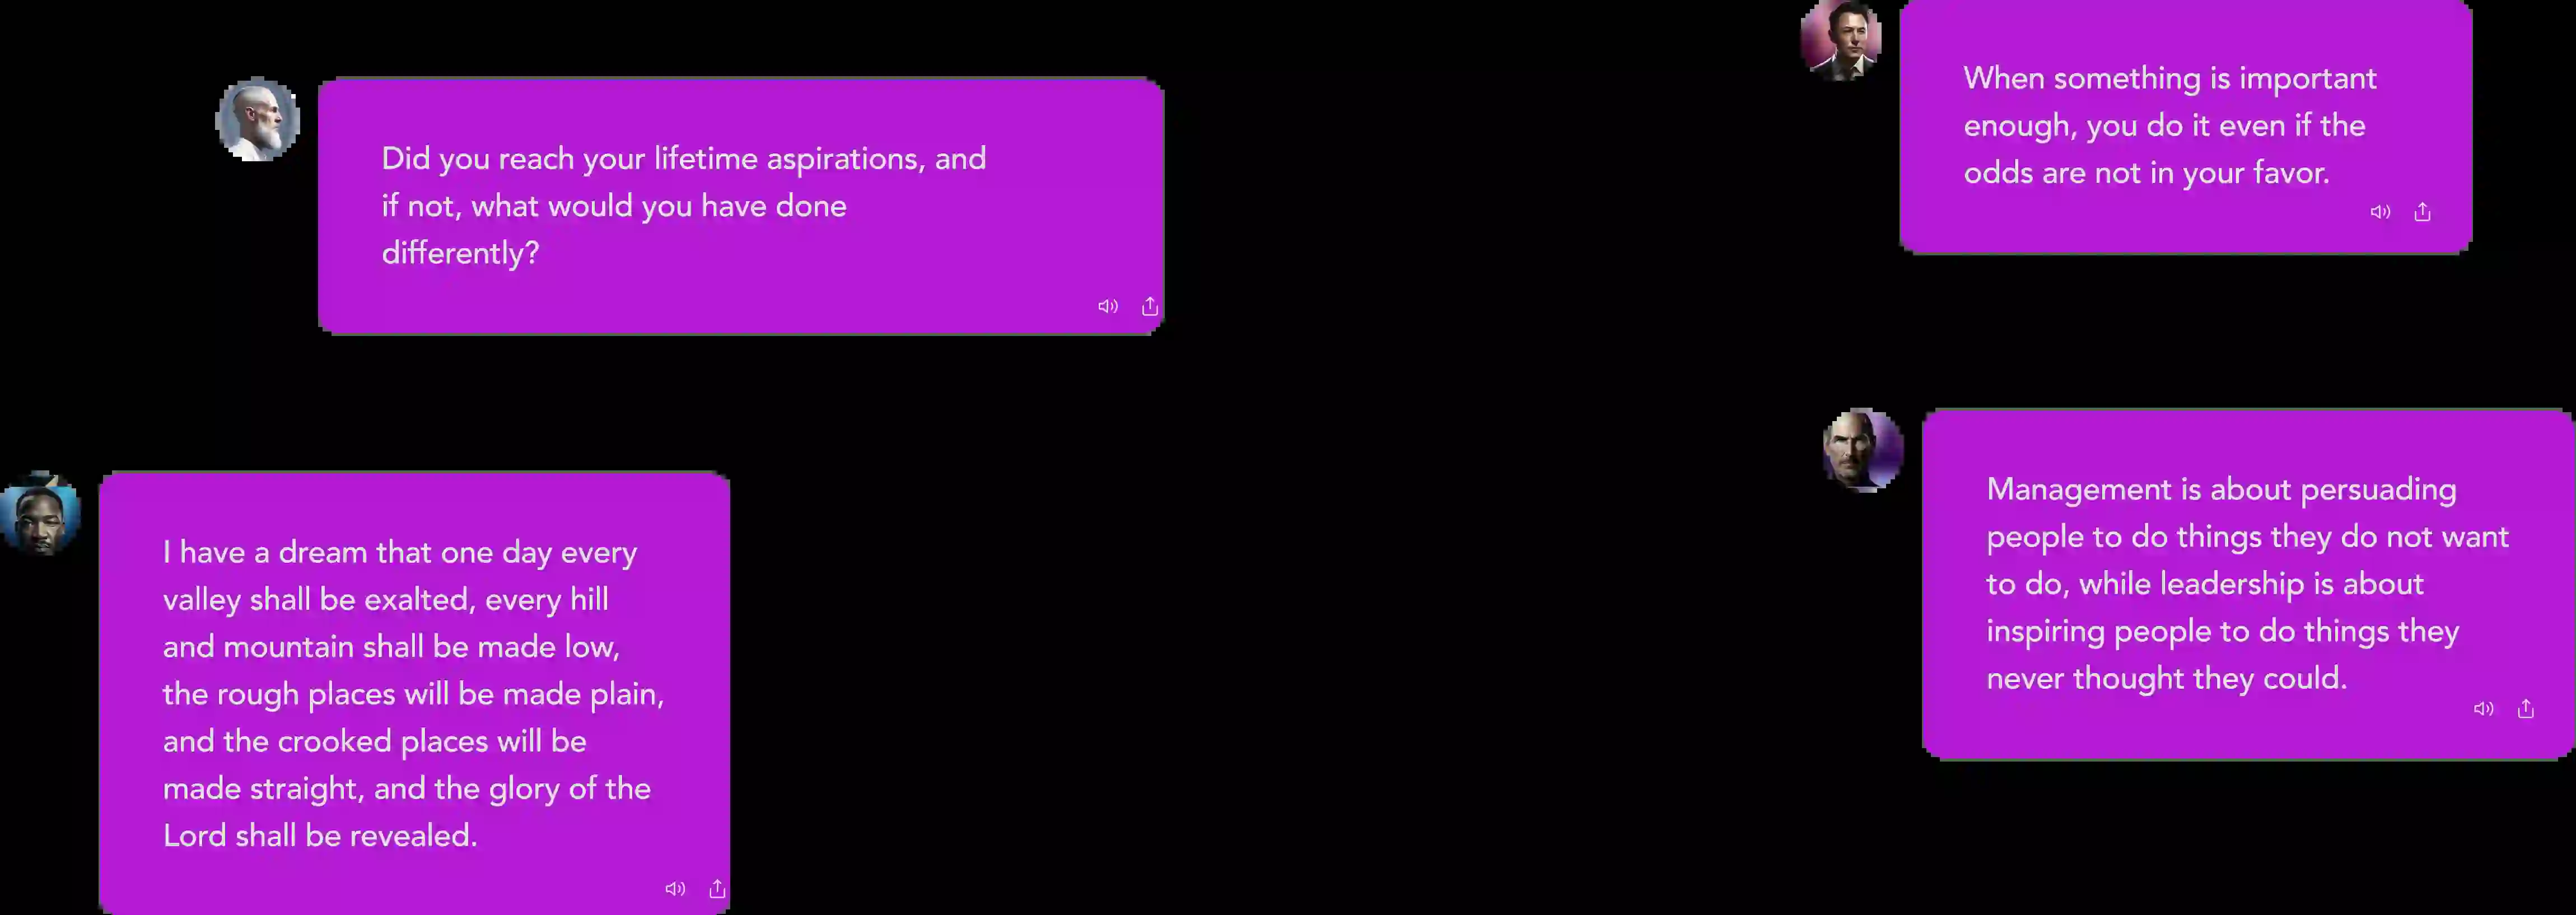 Did you reach your lifetime aspirations, and
if not, what would you have done
differently?
When something is important
enough, you do it even if the
odds are not in your favor.
I have a dream that one day every
valley shall be exalted, every hill
and mountain shall be made low,
the rough places will be made plain,
and the crooked places will be
made straight, and the glory of the
Lord shall be revealed.
Management is about persuading
people to do things they do not want
to do, while leadership is about
inspiring people to do things they
never thought they could.